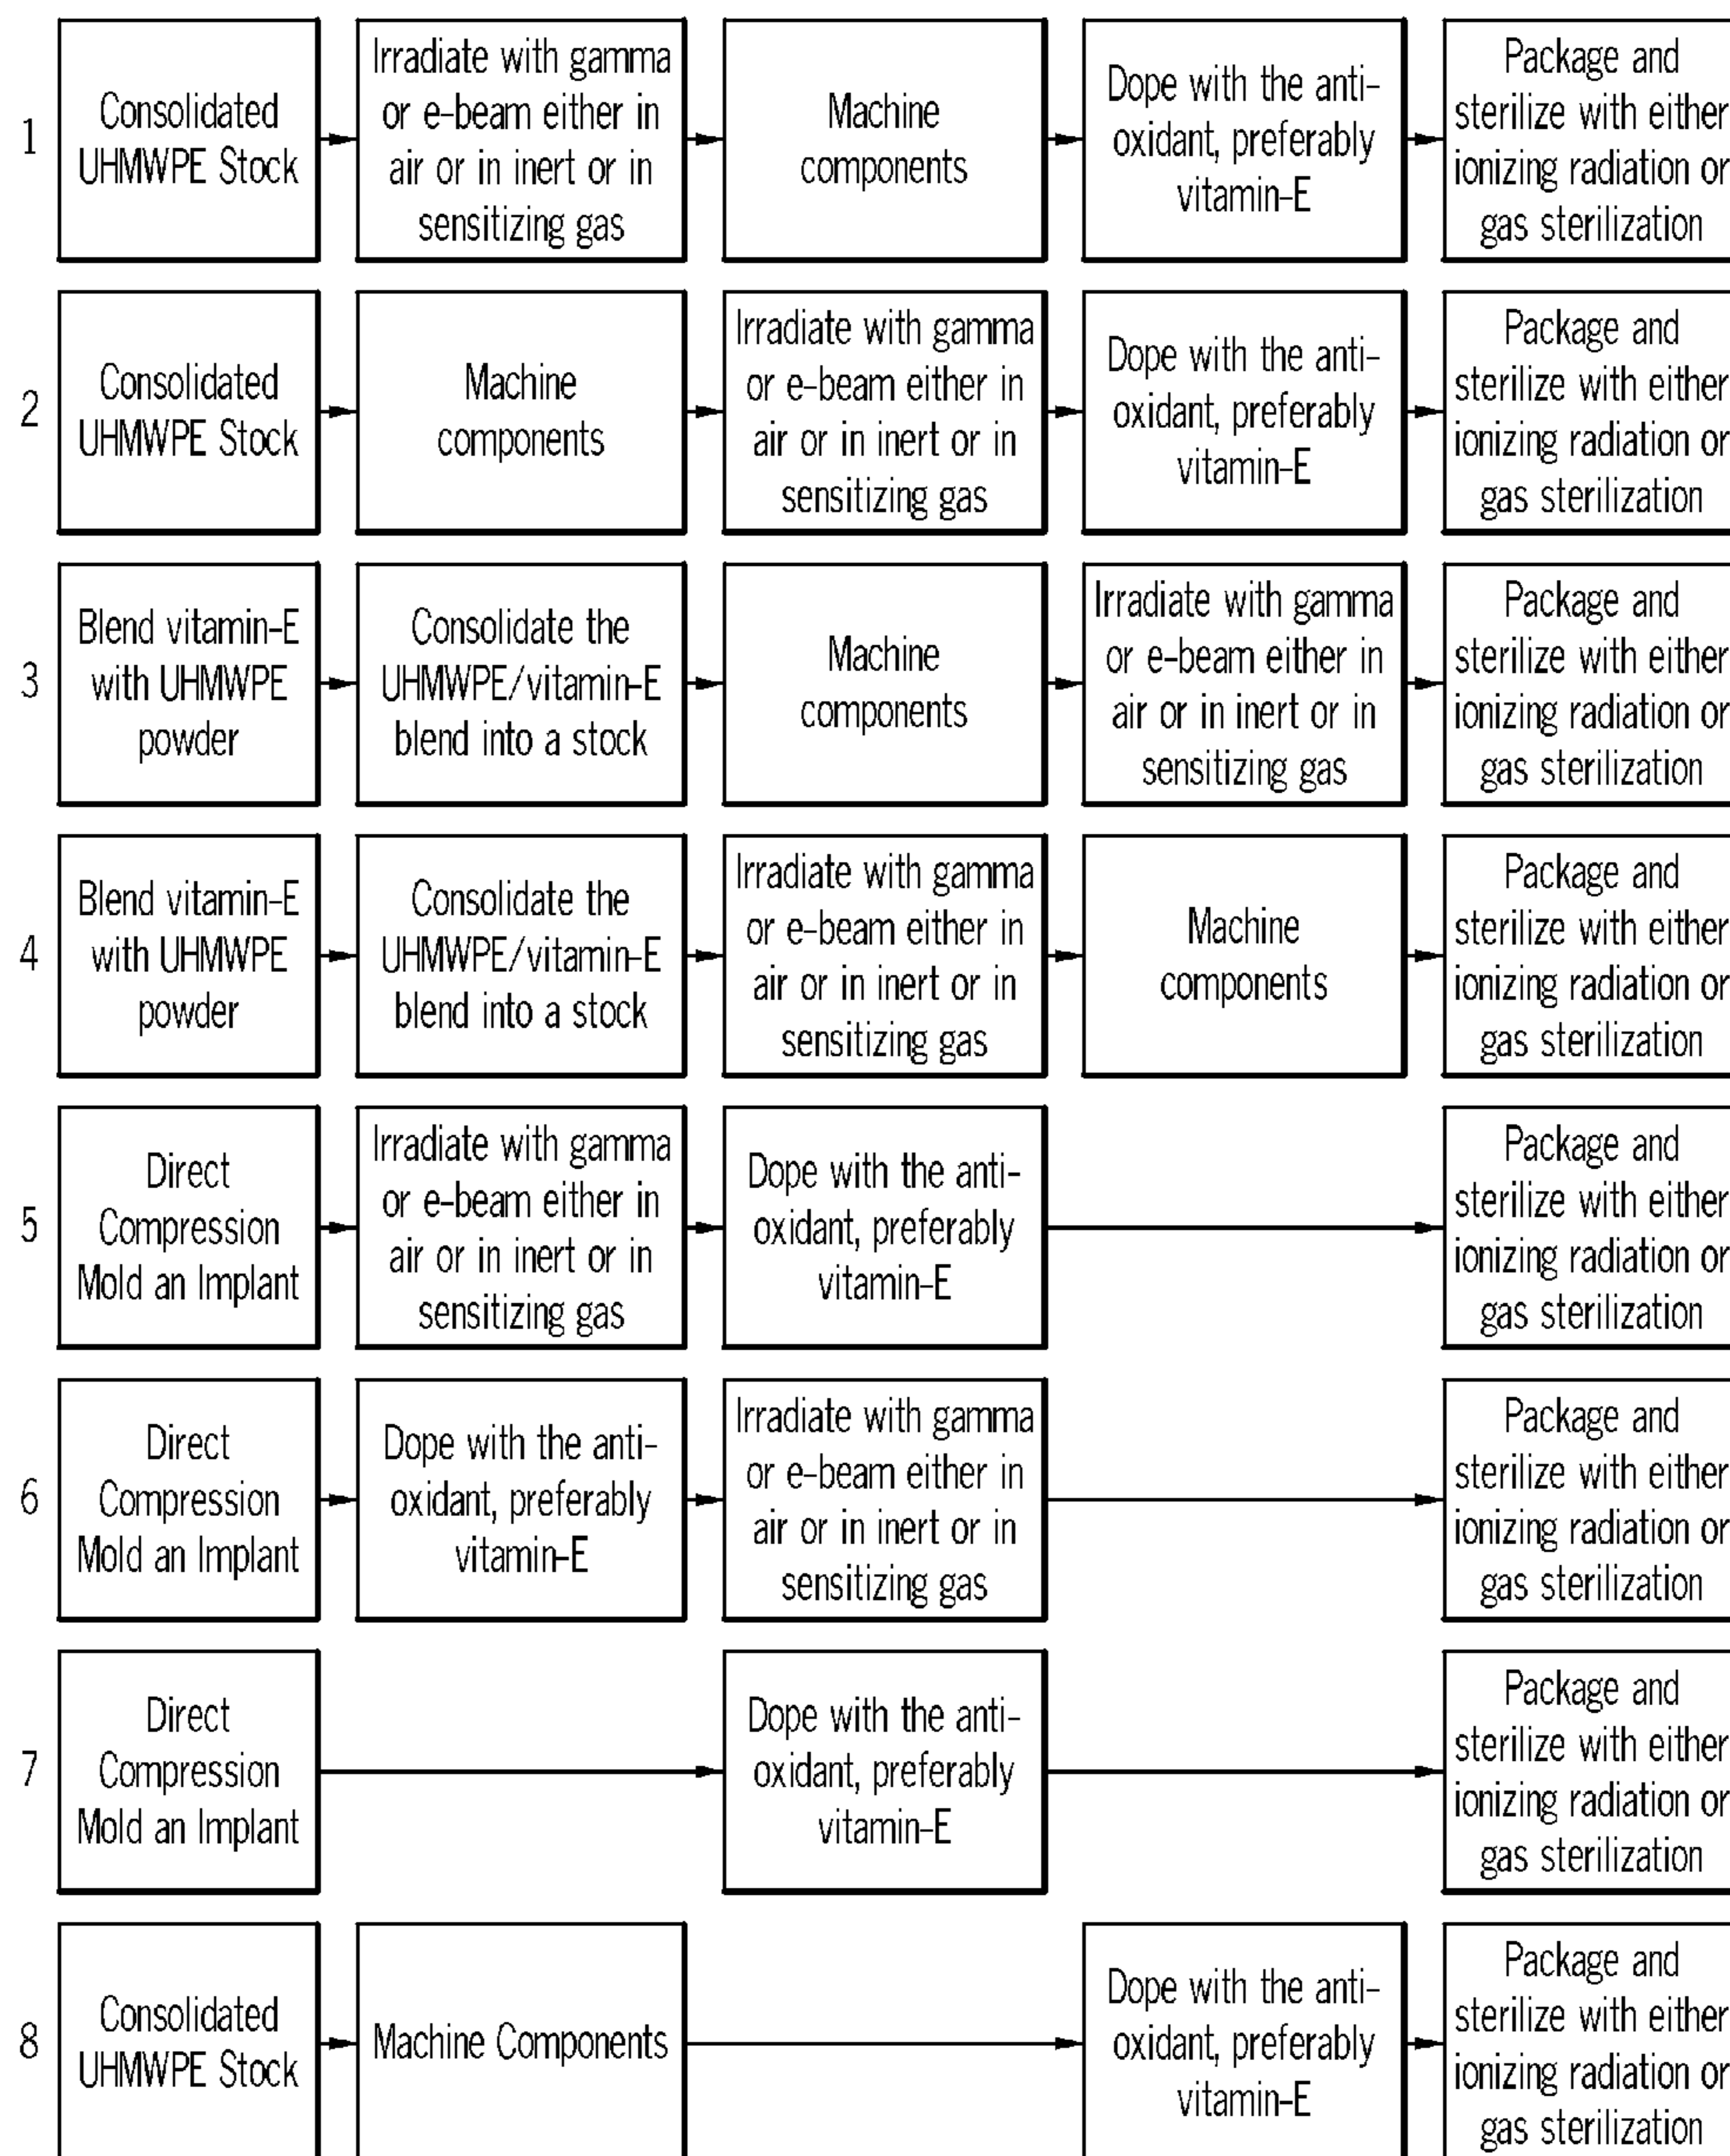 1
Consolidated
UHMWPE Stock
Irradiate with gamma
or e-beam either in
air or in inert or in
sensitizing gas
Machine
components
Dope with the anti-
oxidant, preferably
vitamin-E
Package and
sterilize with either
ionizing radiation or
gas sterilization
2
Consolidated
UHMWPE Stock
Machine
components
Irradiate with gamma
or e-beam either in
air or in inert or in
sensitizing gas
Dope with the anti-
oxidant, preferably
vitamin-E
Package and
sterilize with either
ionizing radiation or
gas sterilization
3
Blend vitamin-E
with UHMWPE
powder
Consolidate the
UHMWPE/vitamin-E
blend into a stock
Machine
components
Irradiate with gamma
or e-beam either in
air or in inert or in
sensitizing gas
Package and
sterilize with either
ionizing radiation or
gas sterilization
4
Blend vitamin-E
with UHMWPE
powder
Consolidate the
UHMWPE/vitamin-E
blend into a stock
Irradiate with gamma
or e-beam either in
air or in inert or in
sensitizing gas
Machine
components
Package and
sterilize with either
ionizing radiation or
gas sterilization
5
Direct
Compression
Mold an Implant
Irradiate with gamma
or e-beam either in
air or in inert or in
sensitizing gas
Dope with the anti-
oxidant, preferably
vitamin-E
Package and
sterilize with either
ionizing radiation or
gas sterilization
6
Direct
Compression
Mold an Implant
Dope with the anti-
oxidant, preferably
vitamin-E
Irradiate with gamma
or e-beam either in
air or in inert or in
sensitizing gas
Package and
sterilize with either
ionizing radiation or
gas sterilization
7
Direct
Compression
Mold an Implant
Dope with the anti-
oxidant, preferably
vitamin-E
Package and
sterilize with either
ionizing radiation or
gas sterilization
8
Consolidated
UHMWPE Stock
Machine Components
Dope with the anti-
oxidant, preferably
vitamin-E
Package and
sterilize with either
ionizing radiation or
gas sterilization